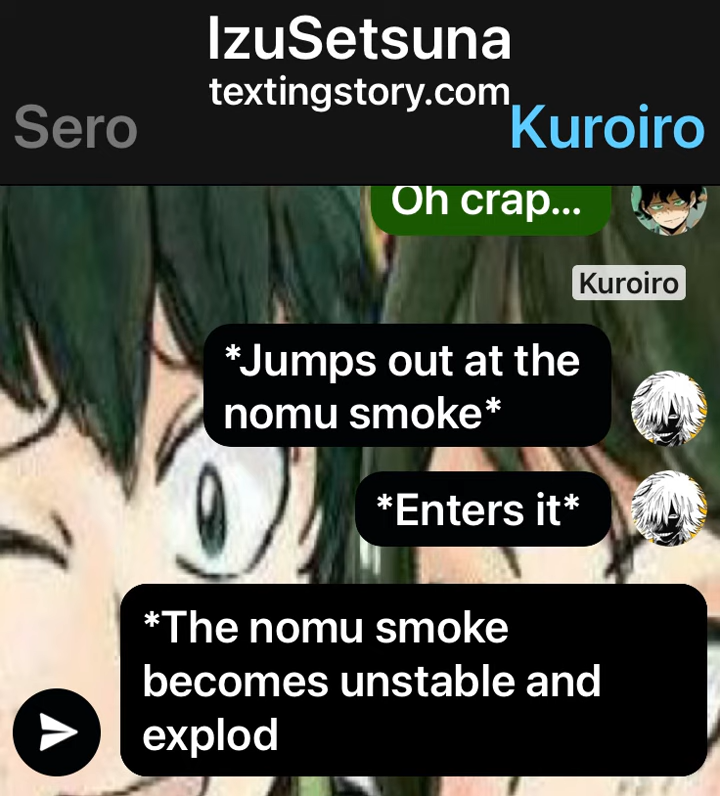 IzuSetsuna
textingstory.com
Sero
Kuroiro
Oh crap...
Kuroiro
*Jumps out at the
nomu smoke*
*Enters it*
*The nomu smoke
becomes unstable and
explod